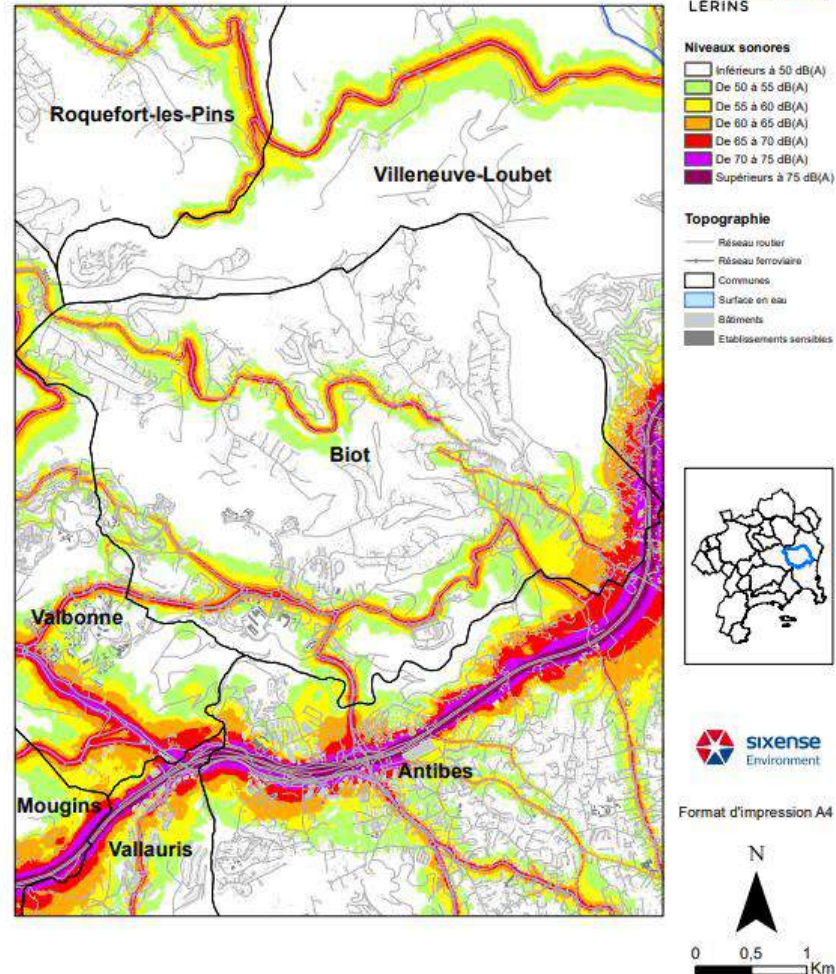 LERINS
Niveaux sonores
Inférieurs à 50 dB(A)
De 50 à 55 dB(A)
De 55 à 60 dB(A)
De 60 à 65 dB(A)
De 65 à 70 dB(A)
De 70 à 75 dB(A)
Supérieurs à 75 dB(A)
Topographie
Réseau routier
Réseau ferroviaire
Communes
Surface en eau
Bâtiments
Etablissements sensibles
Roquefort-les-Pins
Villeneuve-Loubet
Biot
Valbonne
Antibes
Mougins
Vallauris
sixense
Environment
Format d'impression A4
N
0 0,5 1
Km